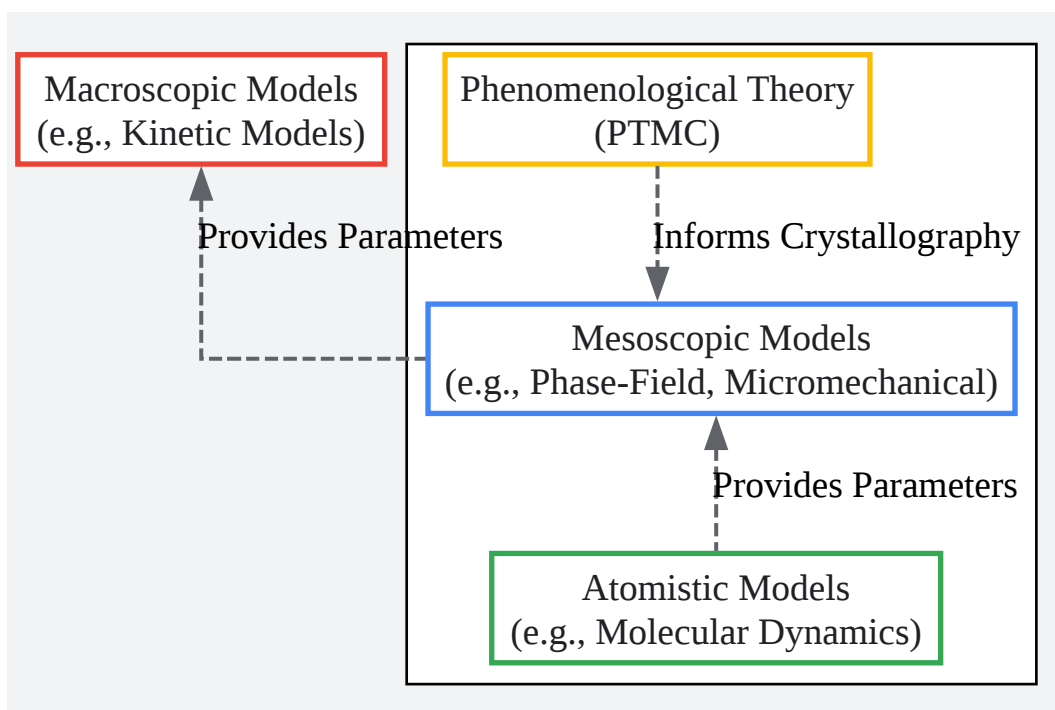 Macroscopic Models
(e.g., Kinetic Models)
Phenomenological Theory
(PTMC)
Provides Parameters
Informs Crystallography
Mesoscopic Models
(e.g., Phase-Field, Micromechanical)
Provides Parameters
Atomistic Models
(e.g., Molecular Dynamics)